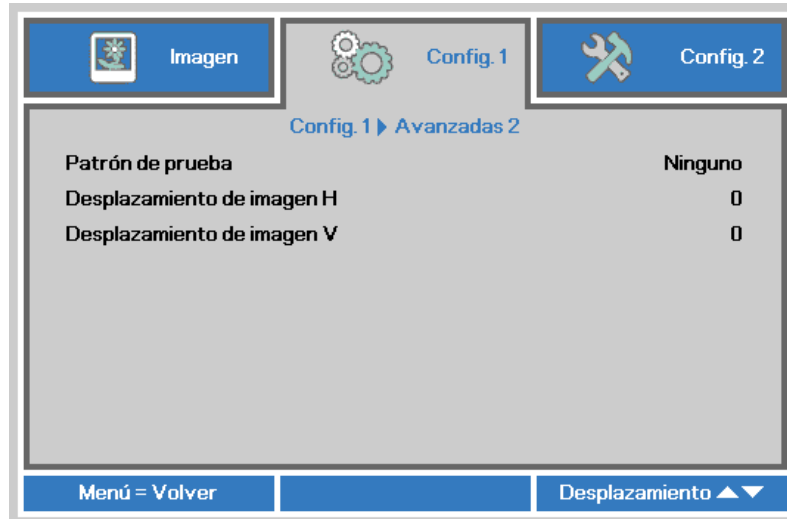 Imagen
Config. 1
Config. 2
Config. 1 ▶ Avanzadas 2
Patrón de prueba Ninguno
Desplazamiento de imagen H 0
Desplazamiento de imagen V 0
Menú = Volver
Desplazamiento ▲▼